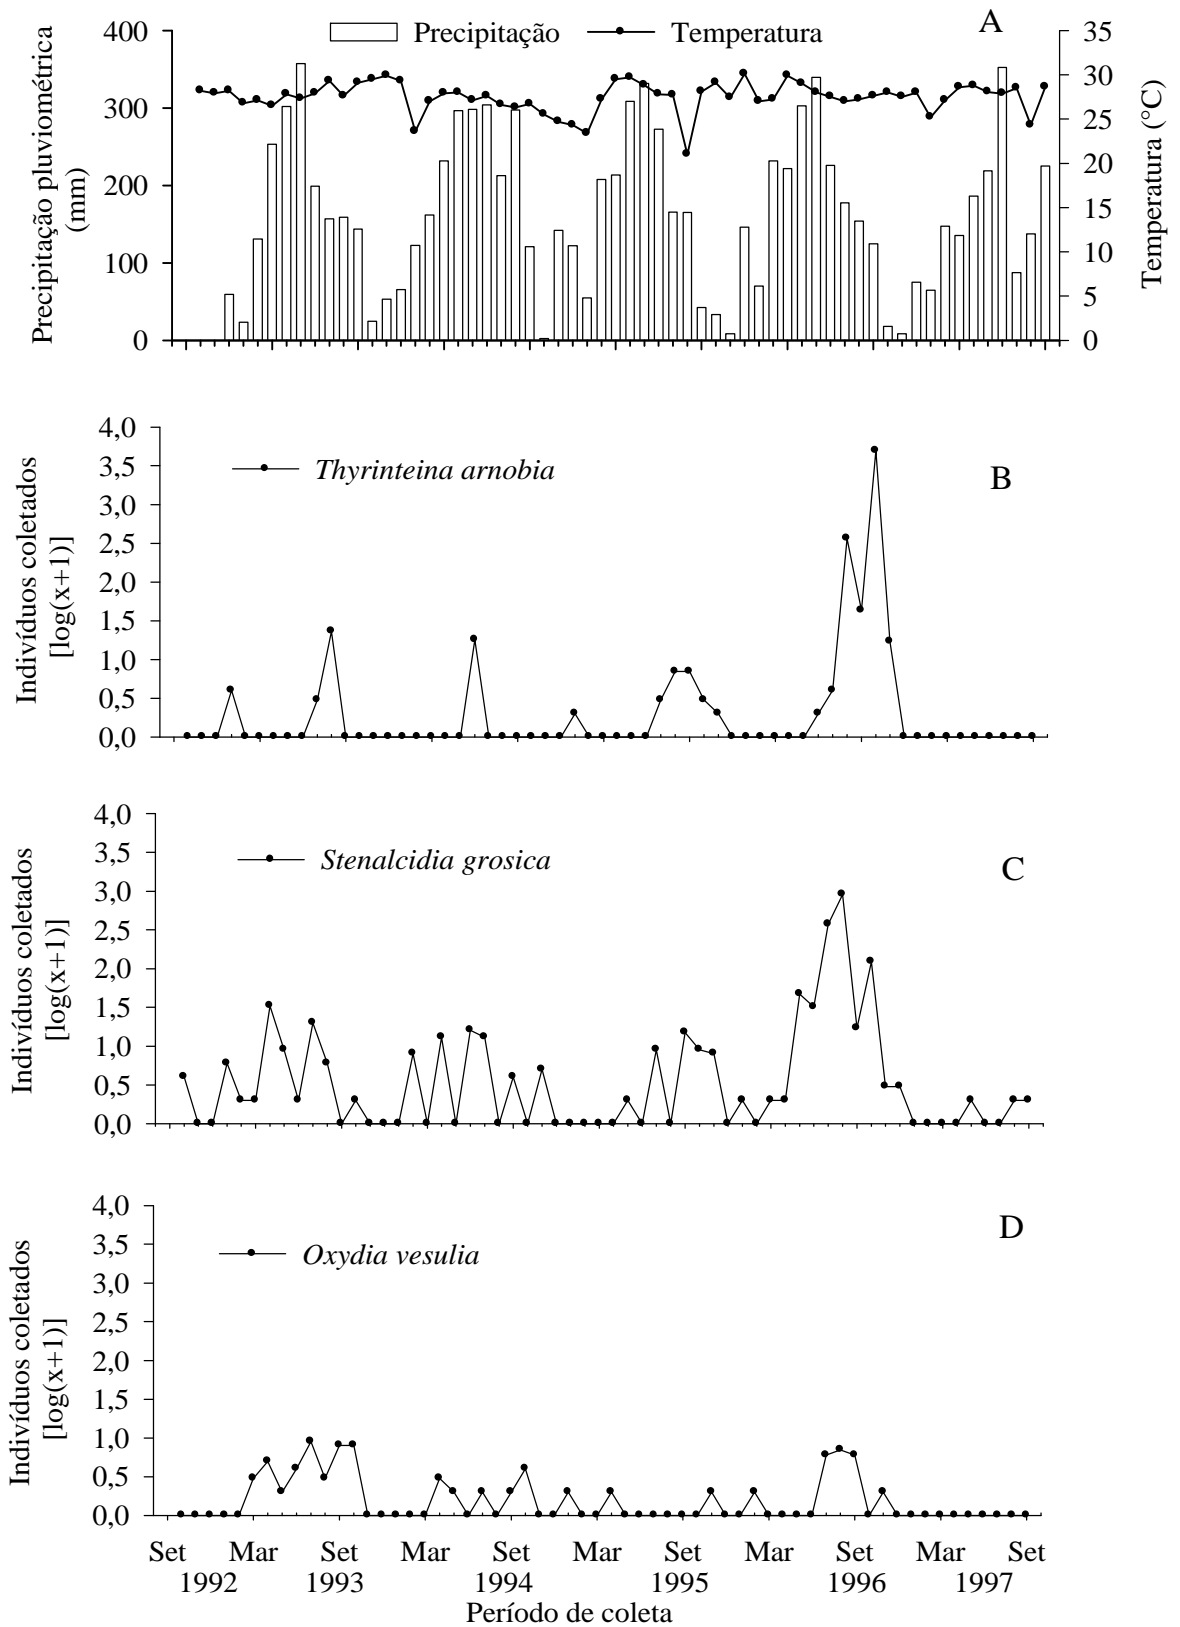 Precipitação
Temperatura
A
Precipitação pluviométrica
(mm)
400
300
200
100
0
Temperatura (°C)
35
30
25
20
15
10
5
0
Thyrinteina arnobia
B
Indivíduos coletados
[log(x+1)]
4,0
3,5
3,0
2,5
2,0
1,5
1,0
0,5
0,0
Stenalcidia grosica
C
Indivíduos coletados
[log(x+1)]
4,0
3,5
3,0
2,5
2,0
1,5
1,0
0,5
0,0
Oxydia vesulia
D
Indivíduos coletados
[log(x+1)]
4,0
3,5
3,0
2,5
2,0
1,5
1,0
0,5
0,0
Set Mar Set Mar Set Mar Set Mar Set Mar Set
1992 1993 1994 1995 1996 1997
Período de coleta